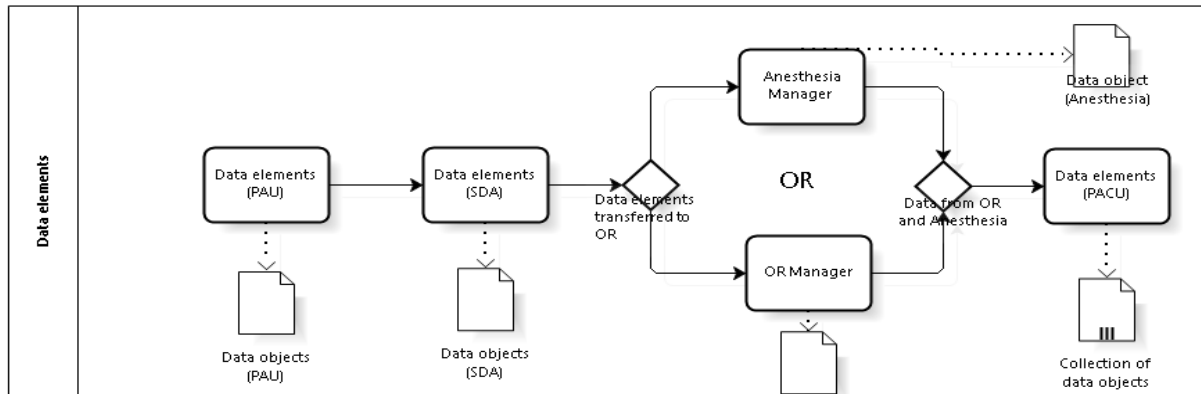 Data elements
Data elements
(PAU)
Data objects
(PAU)
Data elements
(SDA)
Data objects
(SDA)
Data elements
transferred to
OR
Anesthesia
Manager
Data object
(Anesthesia)
OR
OR Manager
Data from OR
and Anesthesia
Data elements
(PACU)
Collection of
data objects